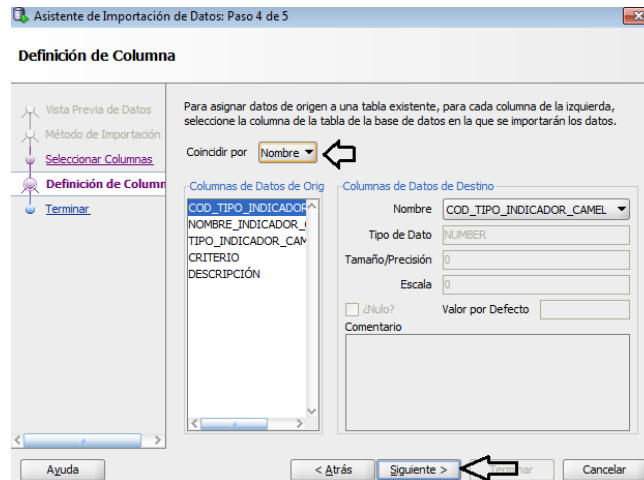 Asistente de Importación de Datos: Paso 4 de 5
Definición de Columna
Vista Previa de Datos
Método de Importación
Seleccionar Columnas
Definición de Column
Terminar
Para asignar datos de origen a una tabla existente, para cada columna de la izquierda,
seleccione la columna de la tabla de la base de datos en la que se importarán los datos.
Coincidir por Nombre
Columnas de Datos de Orig
COD_TIPO_INDICADOR
NOMBRE_INDICADOR_
TIPO_INDICADOR_CAM
CRITERIO
DESCRIPCIÓN
Columnas de Datos de Destino
Nombre COD_TIPO_INDICADOR_CAMEL
Tipo de Dato NUMBER
Tamaño/Precisión 0
Escala 0
¿Nulo? Valor por Defecto
Comentario
Ayuda < Atrás Siguiente > Terminar Cancelar